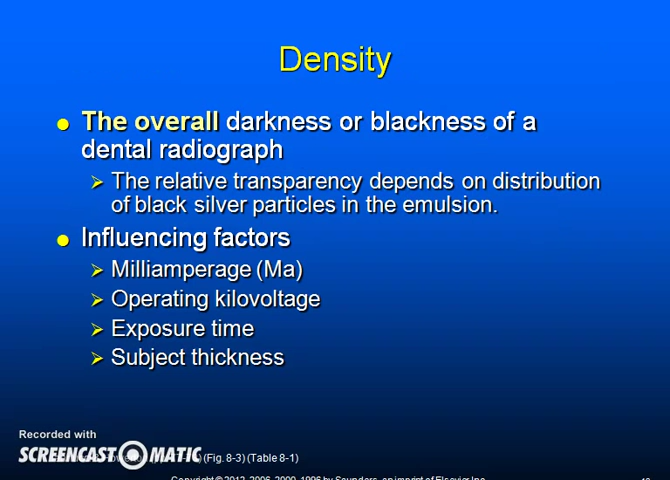 Density
The overall darkness or blackness of a
dental radiograph
The relative transparency depends on distribution
of black silver particles in the emulsion.
Influencing factors
Milliamperage (Ma)
Operating kilovoltage
Exposure time
Subject thickness
Recorded with
SCREENCAST MATIC
(Fig. 8-3) (Table 8-1)
Copyright © 2012, 2006, 2000, 1996 by Saunders, an imprint of Elsevier Inc.